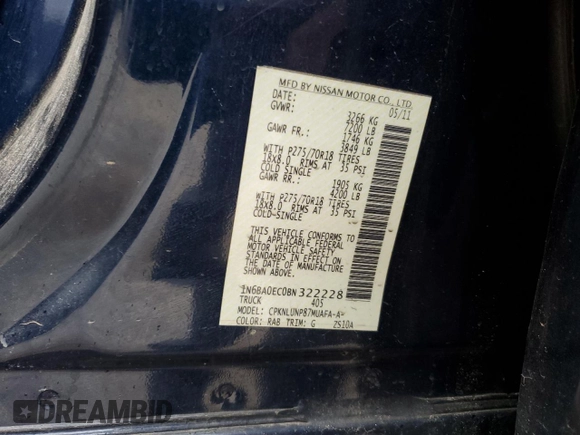 MFD BY NISSAN MOTOR CO., LTD.
DATE: 05/11
GVWR: 3266 KG
7200 LB
GAWR FR: 1746 KG
3849 LB
WITH P275/70R18 TIRES
18X8.0 RIMS AT 35 PSI
COLD SINGLE
GAWR RR: 1905 KG
4200 LB
WITH P275/70R18 TIRES
18X8.0 RIMS AT 35 PSI
COLD-SINGLE
THIS VEHICLE CONFORMS TO
ALL APPLICABLE FEDERAL
MOTOR VEHICLE SAFETY
STANDARDS IN EFFECT ON
THE DATE OF MANUFACTURE
SHOWN ABOVE.
1N6BA0EC0BN322228
TRUCK 405
MODEL: CPKNLUNP87MUAFA-A-
COLOR: RAB TRIM: G 2S10A
DREAMBID